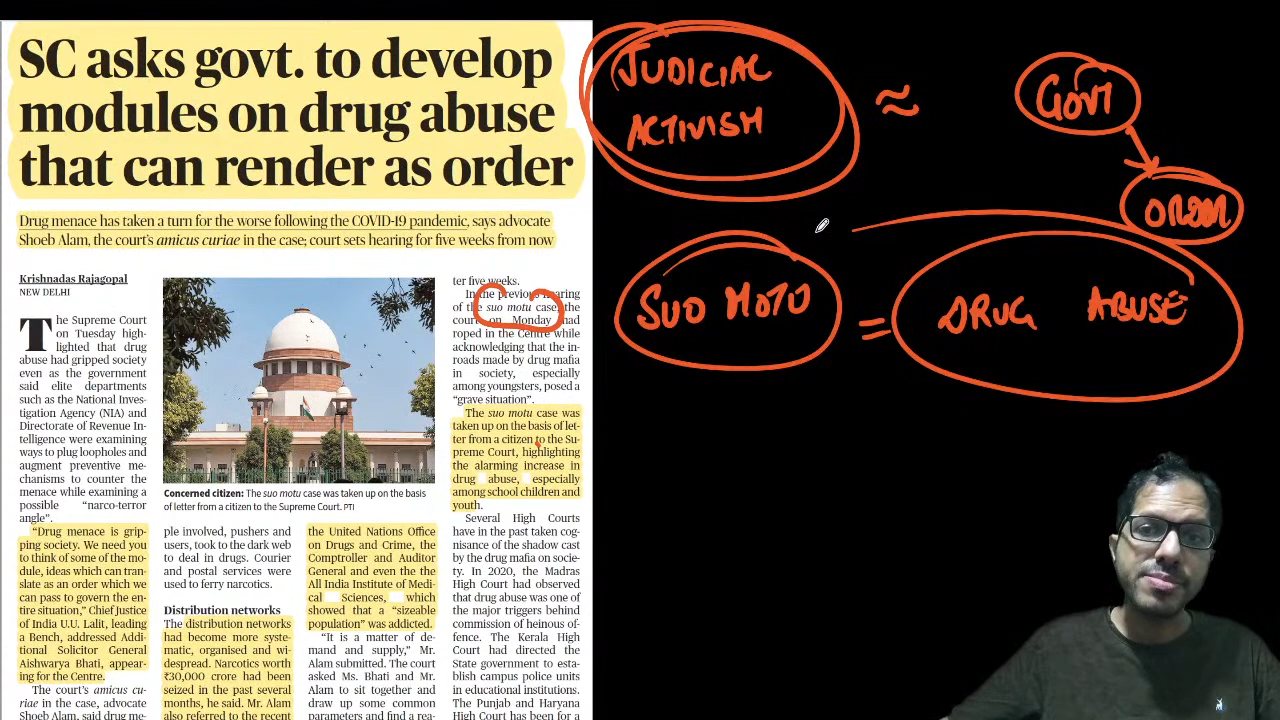 SC asks govt. to develop
modules on drug abuse
that can render as order
Drug menace has taken a turn for the worse following the COVID-19 pandemic, says advocate
Shoeb Alam, the court's amicus curiae in the case; court sets hearing for five weeks from now
Krishnadas Rajagopal
NEW DELHI
The Supreme Court
on Tuesday high-
lighted that drug
abuse had gripped society
even as the government
said elite departments
such as the National Inves-
tigation Agency (NIA) and
Directorate of Revenue In-
telligence were examining
ways to plug loopholes and
augment preventive me-
chanisms to counter the
menace while examining a
possible “narco-terror
angle”.
“Drug menace is grip-
ping society. We need you
to think of some of the mo-
dule, ideas which can tran-
slate as an order which we
can pass to govern the en-
tire situation,” Chief Justice
of India U.U. Lalit, leading
a Bench, addressed Addi-
tional Solicitor General
Aishwarya Bhati, appear-
ing for the Centre.
The court's amicus cu-
riae in the case, advocate
Shoeb Alam, said drug me-
Concerned citizen: The suo motu case was taken up on the basis
of letter from a citizen to the Supreme Court. PTI
ple involved, pushers and
users, took to the dark web
to deal in drugs. Courier
and postal services were
used to ferry narcotics.
Distribution networks
The distribution networks
had become more syste-
matic, organised and wi-
despread. Narcotics worth
₹30,000 crore had been
seized in the past several
months, he said. Mr. Alam
also referred to the recent
the United Nations Office
on Drugs and Crime, the
Comptroller and Auditor
General and even the the
All India Institute of Medi-
cal Sciences, which
showed that a “sizeable
population” was addicted.
“It is a matter of de-
mand and supply,” Mr.
Alam submitted. The court
asked Ms. Bhati and Mr.
Alam to sit together and
draw up some common
parameters and find a rea-
ter five weeks.
In the previous hearing
of the suo motu case, the
court on Monday had
roped in the Centre while
acknowledging that the in-
roads made by drug mafia
in society, especially
among youngsters, posed a
“grave situation”.
The suo motu case was
taken up on the basis of let-
ter from a citizen to the Su-
preme Court, highlighting
the alarming increase in
drug abuse, especially
among school children and
youth.
Several High Courts
have in the past taken cog-
nisance of the shadow cast
by the drug mafia on socie-
ty. In 2020, the Madras
High Court had observed
that drug abuse was one of
the major triggers behind
commission of heinous of-
fence. The Kerala High
Court had directed the
State government to esta-
blish campus police units
in educational institutions.
The Punjab and Haryana
High Court has been for a
JUDICIAL
ACTIVISM
≈
GOVT
SUO MOTU
=
DRUG ABUSE